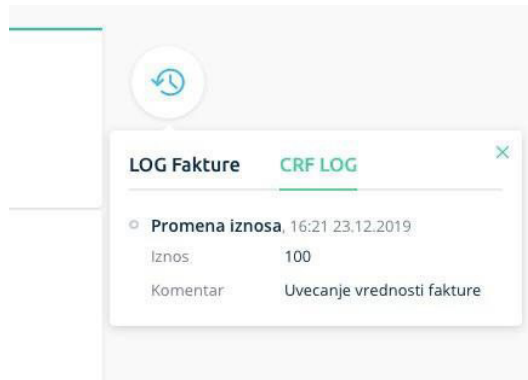 LOG Fakture CRF LOG
Promena iznosa, 16:21 23.12.2019
Iznos 100
Komentar Uvecanje vrednosti fakture